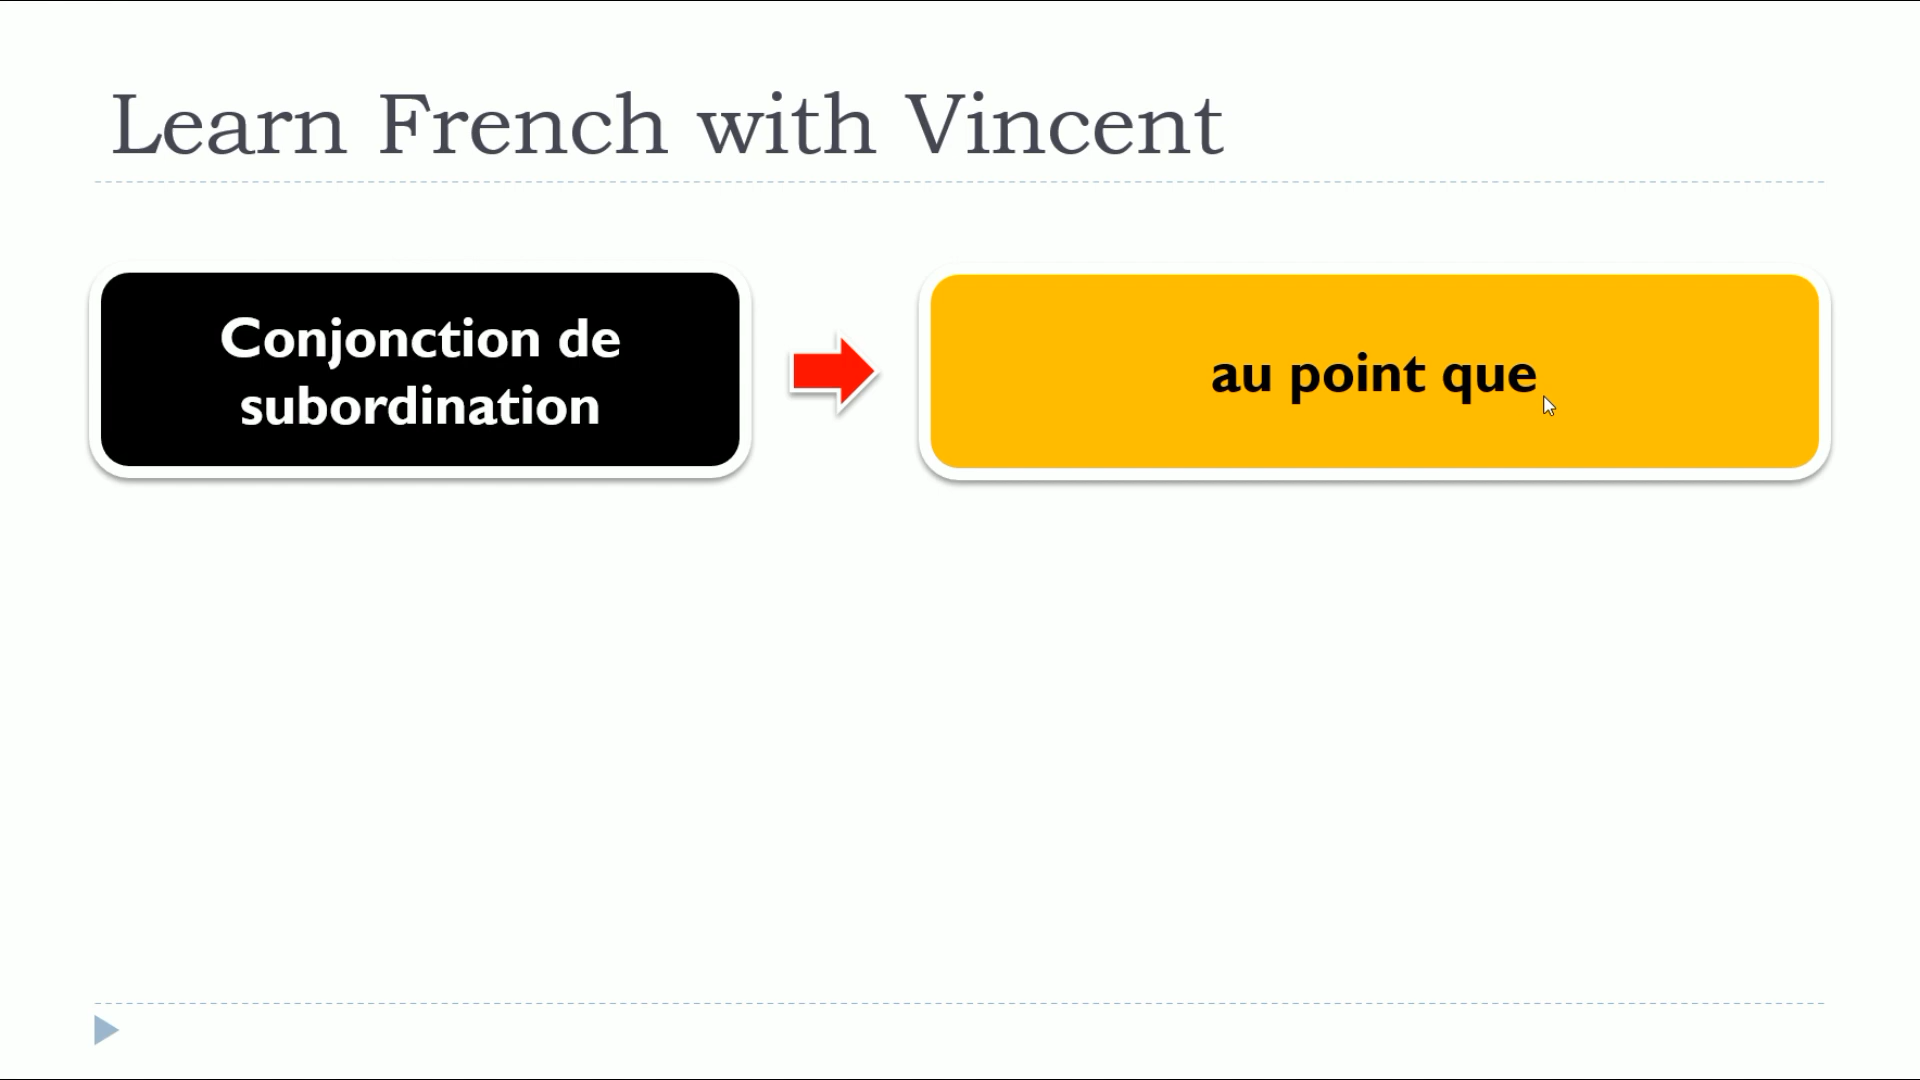 Learn French with Vincent
Conjonction de
subordination
au point que